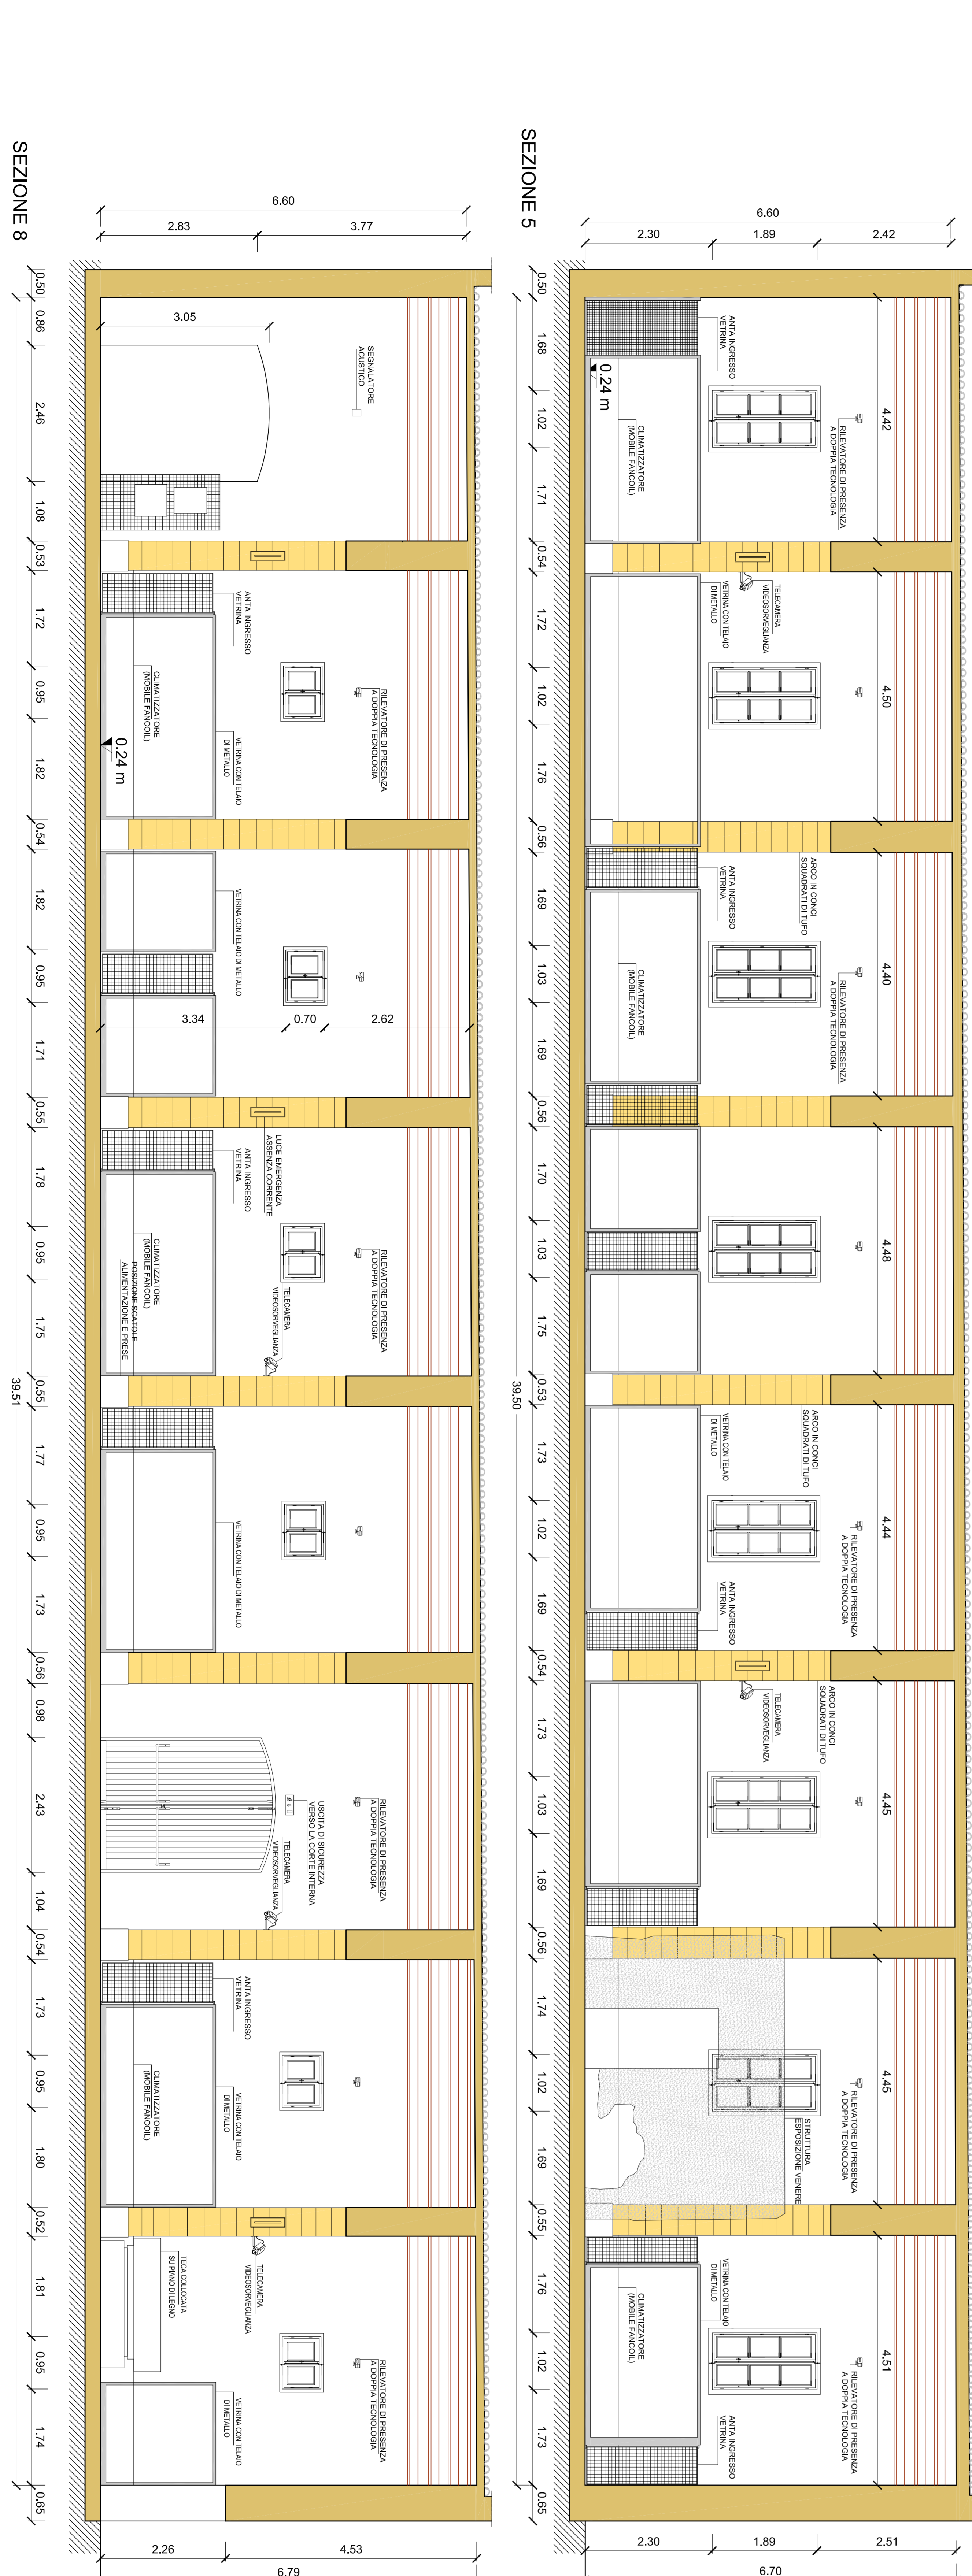 SEZIONE 5
6.60
2.30
1.89
2.42
4.42
RILEVATORE DI PRESENZA
A DOPPIA TECNOLOGIA
ANTA INGRESSO
VETRINA
CLIMATIZZATORE
(MOBILE FANCOIL)
0.24 m
4.50
TELECAMERA
VIDEOSORVEGLIANZA
VETRINA CON TELAIO
DI METALLO
4.40
ARCO IN CONCI
SQUADRATI DI TUFO
RILEVATORE DI PRESENZA
A DOPPIA TECNOLOGIA
ANTA INGRESSO
VETRINA
CLIMATIZZATORE
(MOBILE FANCOIL)
4.48
4.44
ARCO IN CONCI
SQUADRATI DI TUFO
RILEVATORE DI PRESENZA
A DOPPIA TECNOLOGIA
VETRINA CON TELAIO
DI METALLO
ANTA INGRESSO
VETRINA
4.45
ARCO IN CONCI
SQUADRATI DI TUFO
TELECAMERA
VIDEOSORVEGLIANZA
4.45
RILEVATORE DI PRESENZA
A DOPPIA TECNOLOGIA
STRUTTURA
ESPOSIZIONE VENERE
4.51
RILEVATORE DI PRESENZA
A DOPPIA TECNOLOGIA
VETRINA CON TELAIO
DI METALLO
ANTA INGRESSO
VETRINA
CLIMATIZZATORE
(MOBILE FANCOIL)
2.30
1.89
2.51
6.70
0.50 1.68 1.02 1.71 0.54 1.72 1.02 1.76 0.56 1.69 1.03 1.69 0.56 1.70 1.03 1.75 0.53 1.73 1.02 1.69 0.54 1.73 1.03 1.69 0.56 1.74 1.02 1.69 0.55 1.76 1.02 1.73 0.65
39.50
SEZIONE 8
6.60
2.83
3.77
3.05
SEGNALATORE
ACUSTICO
RILEVATORE DI PRESENZA
A DOPPIA TECNOLOGIA
ANTA INGRESSO
VETRINA
VETRINA CON TELAIO
DI METALLO
CLIMATIZZATORE
(MOBILE FANCOIL)
0.24 m
VETRINA CON TELAIO DI METALLO
3.34
0.70
2.62
RILEVATORE DI PRESENZA
A DOPPIA TECNOLOGIA
LUCE EMERGENZA
ASSENZA CORRENTE
TELECAMERA
VIDEOSORVEGLIANZA
ANTA INGRESSO
VETRINA
CLIMATIZZATORE
(MOBILE FANCOIL)
POSIZIONE SCATOLE
ALIMENTAZIONE E PRESE
VETRINA CON TELAIO DI METALLO
RILEVATORE DI PRESENZA
A DOPPIA TECNOLOGIA
USCITA DI SICUREZZA
VERSO LA CORTE INTERNA
TELECAMERA
VIDEOSORVEGLIANZA
ANTA INGRESSO
VETRINA
VETRINA CON TELAIO
DI METALLO
CLIMATIZZATORE
(MOBILE FANCOIL)
RILEVATORE DI PRESENZA
A DOPPIA TECNOLOGIA
TELECAMERA
VIDEOSORVEGLIANZA
TECA COLLOCATA
SU PIANO DI LEGNO
VETRINA CON TELAIO
DI METALLO
2.26
4.53
6.79
0.50 0.86 2.46 1.08 0.53 1.72 0.95 1.82 0.54 1.82 0.95 1.71 0.55 1.78 0.95 1.75 0.55 1.77 0.95 1.73 0.56 0.98 2.43 1.04 0.54 1.73 0.95 1.80 0.52 1.81 0.95 1.74 0.65
39.51